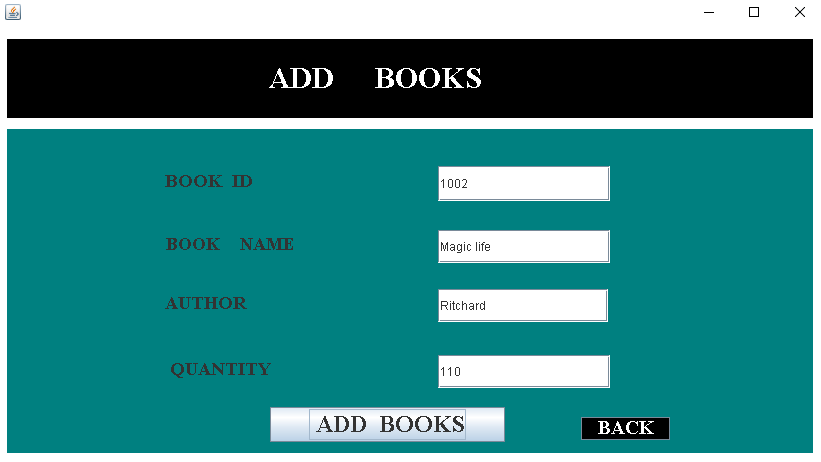 ADD BOOKS
BOOK ID 1002
BOOK NAME Magic life
AUTHOR Ritchard
QUANTITY 110
ADD BOOKS BACK